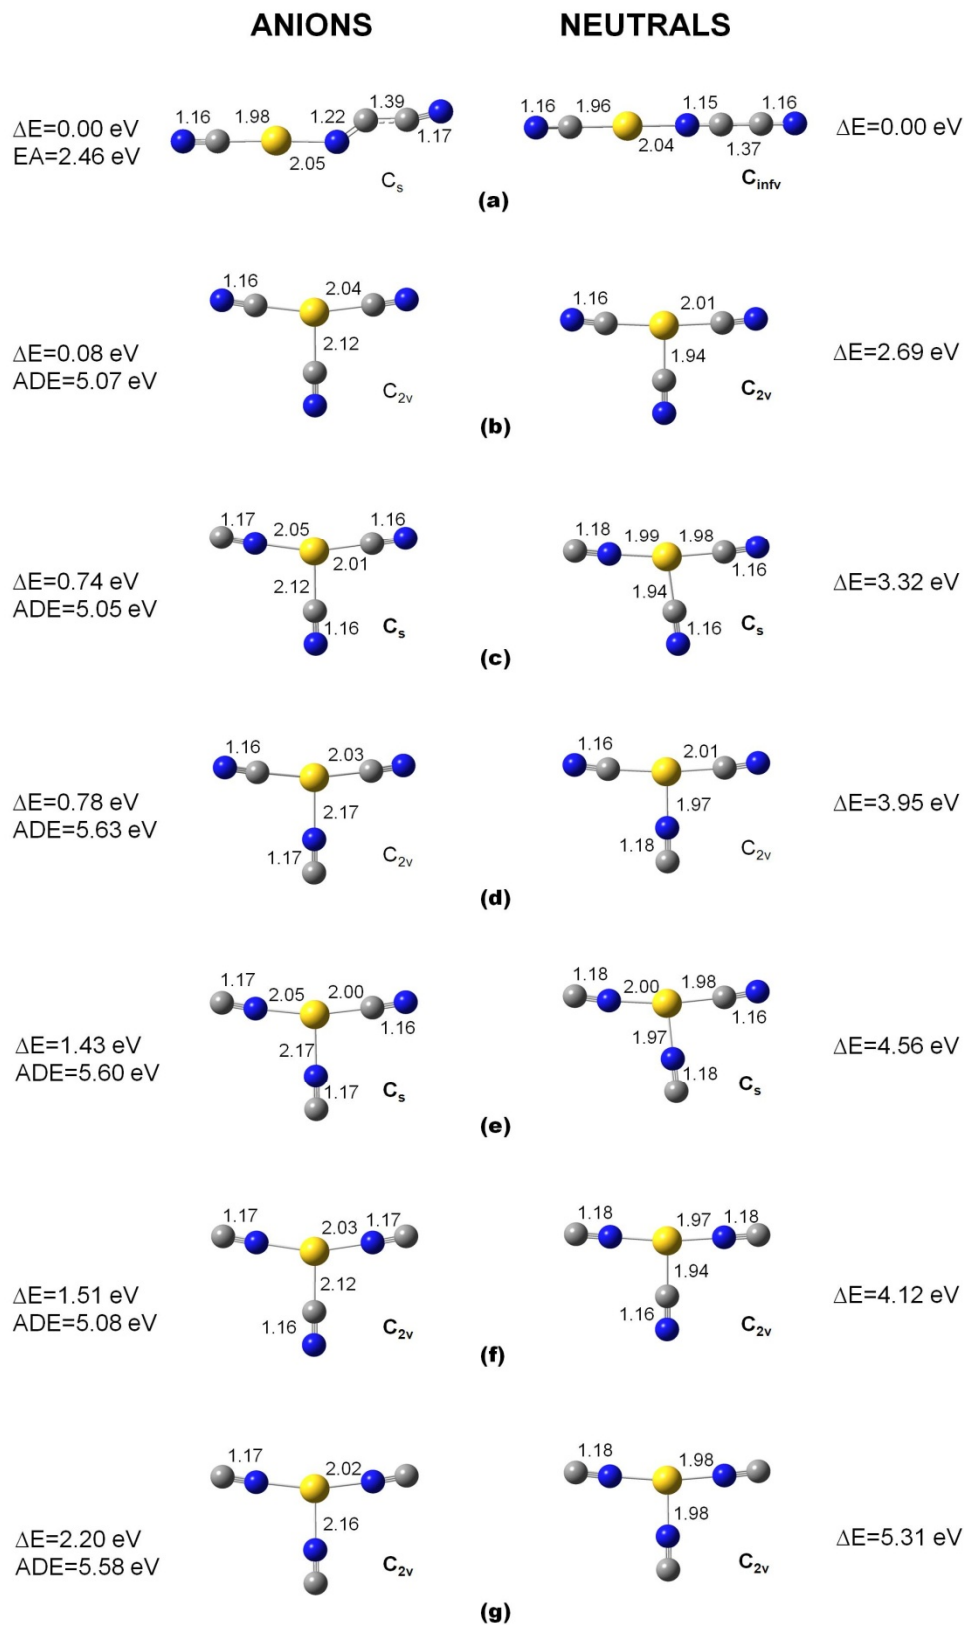 ANIONS NEUTRALS
1.16 1.98 1.22 1.39 1.16 1.96 1.15 1.16
ΔE=0.00 eV ΔE=0.00 eV
EA=2.46 eV 2.05 1.17 2.04 1.37
Cₛ C_infv
(a)
1.16 2.04 1.16 2.01
ΔE=0.08 eV 2.12 1.94 ΔE=2.69 eV
ADE=5.07 eV C₂ᵥ C₂ᵥ
(b)
1.17 2.05 1.16 1.18 1.99 1.98
2.01 1.16
ΔE=0.74 eV 2.12 1.94 ΔE=3.32 eV
ADE=5.05 eV 1.16 Cₛ 1.16 Cₛ
(c)
1.16 2.03 1.16 2.01
ΔE=0.78 eV 2.17 1.97 ΔE=3.95 eV
ADE=5.63 eV 1.17 C₂ᵥ 1.18 C₂ᵥ
(d)
1.17 2.05 2.00 1.18 2.00 1.98
1.16 1.16
ΔE=1.43 eV 2.17 1.97 ΔE=4.56 eV
ADE=5.60 eV 1.17 Cₛ 1.18 Cₛ
(e)
1.17 2.03 1.17 1.18 1.97 1.18
ΔE=1.51 eV 2.12 1.94 ΔE=4.12 eV
ADE=5.08 eV 1.16 C₂ᵥ 1.16 C₂ᵥ
(f)
1.17 2.02 1.18 1.98
ΔE=2.20 eV 2.16 1.98 ΔE=5.31 eV
ADE=5.58 eV C₂ᵥ C₂ᵥ
(g)